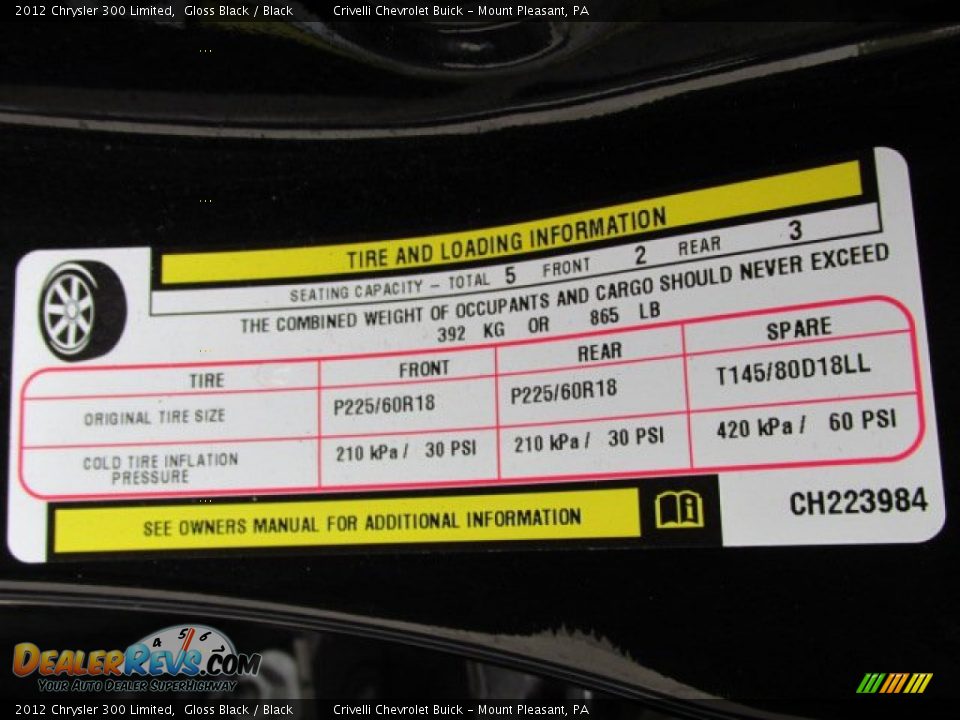 2012 Chrysler 300 Limited,  Gloss Black / Black  Crivelli Chevrolet Buick - Mount Pleasant, PA
TIRE AND LOADING INFORMATION
SEATING CAPACITY – TOTAL 5 FRONT 2 REAR 3
THE COMBINED WEIGHT OF OCCUPANTS AND CARGO SHOULD NEVER EXCEED
392 KG OR 865 LB
TIRE FRONT REAR SPARE
ORIGINAL TIRE SIZE P225/60R18 P225/60R18 T145/80D18LL
COLD TIRE INFLATION PRESSURE 210 kPa / 30 PSI 210 kPa / 30 PSI 420 kPa / 60 PSI
SEE OWNERS MANUAL FOR ADDITIONAL INFORMATION
CH223984
4 5 6
DEALERREVS.COM
YOUR AUTO DEALER SUPERHIGHWAY
2012 Chrysler 300 Limited,  Gloss Black / Black  Crivelli Chevrolet Buick - Mount Pleasant, PA